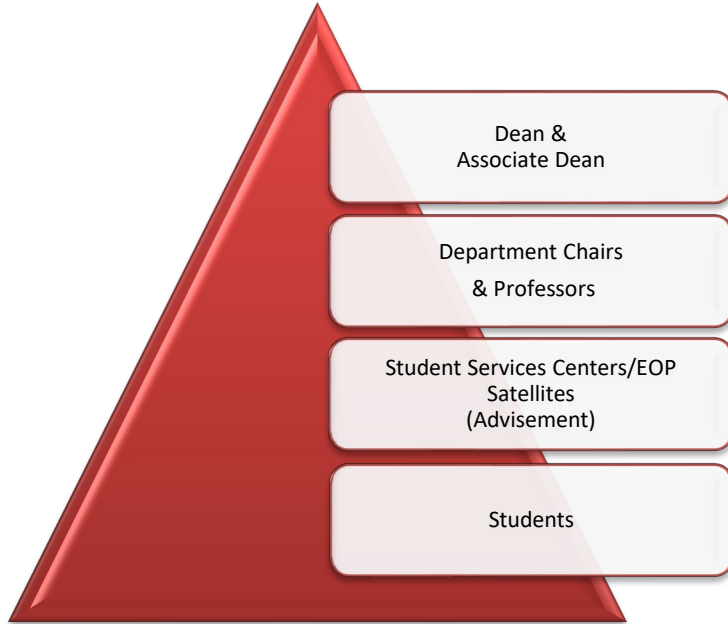 Dean &
Associate Dean
Department Chairs
& Professors
Student Services Centers/EOP
Satellites
(Advisement)
Students